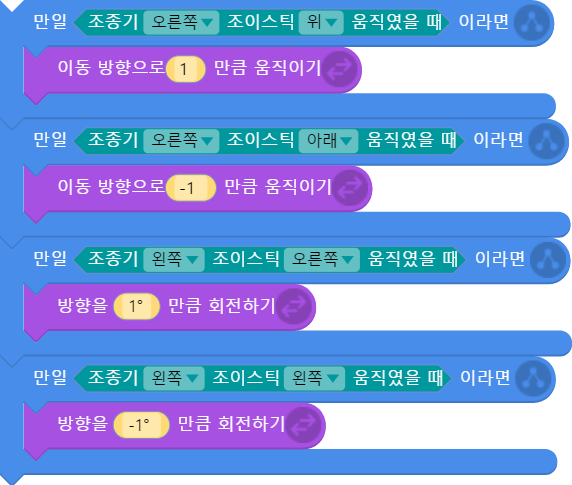 만일 조종기 오른쪽 조이스틱 위 움직였을 때 이라면
이동 방향으로 1 만큼 움직이기
만일 조종기 오른쪽 조이스틱 아래 움직였을 때 이라면
이동 방향으로 -1 만큼 움직이기
만일 조종기 왼쪽 조이스틱 오른쪽 움직였을 때 이라면
방향을 1° 만큼 회전하기
만일 조종기 왼쪽 조이스틱 왼쪽 움직였을 때 이라면
방향을 -1° 만큼 회전하기